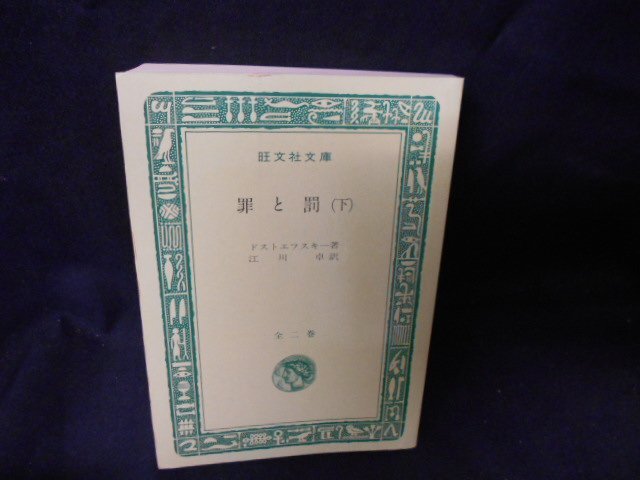 旺文社文庫
罪と罰(下)
ドストエフスキー著
江川卓訳
全二巻